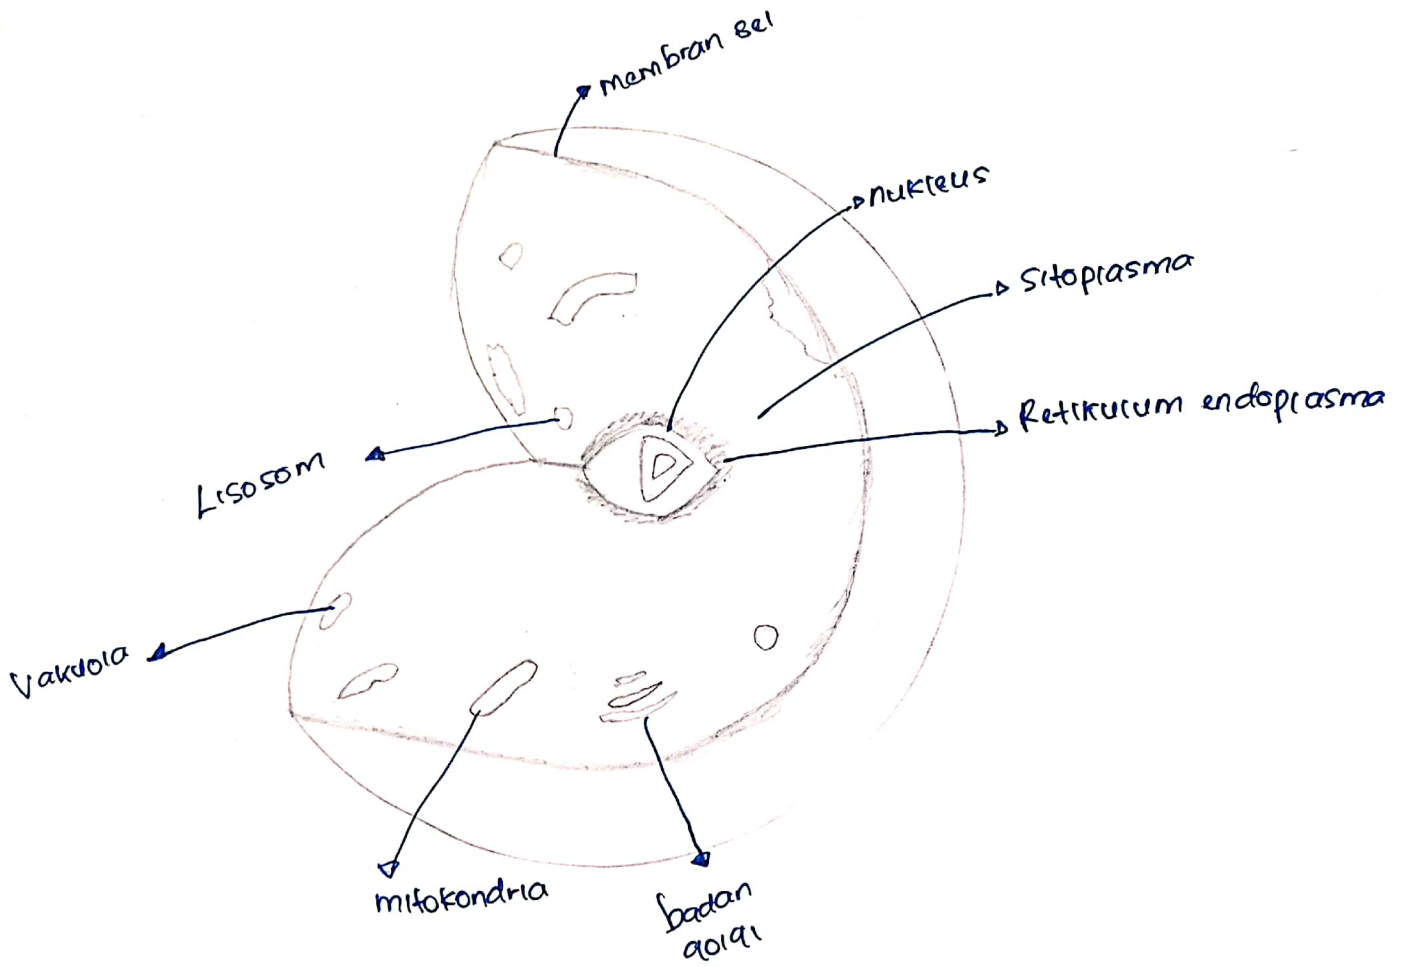 membran sel
nukleus
Sitoplasma
Retikulum endoplasma
Lisosom
Vakuola
mitokondria
badan
golgi